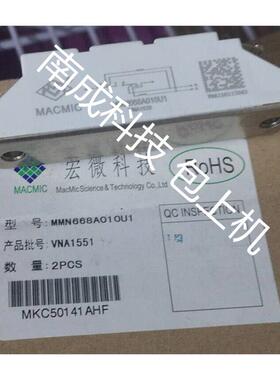 MACMIC
MMN668A010U1
南成科技 包上机
MACMIC
宏微科技
MacMic Science & Technology Co., Ltd.
RoHS
型 号: MMN668A010U1
产品批号: VNA1551
数 量: 2PCS
QC INSPECTION
MKC50141AHF